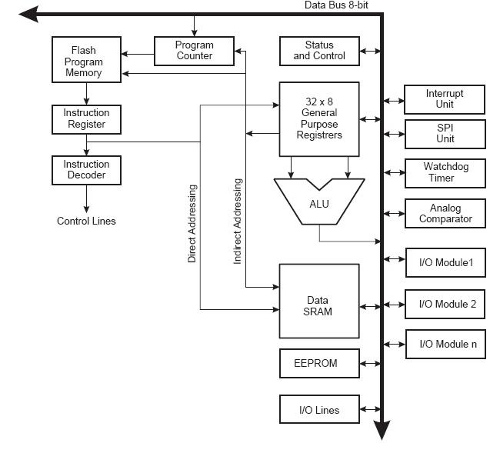 Data Bus 8-bit
Flash
Program
Memory
Program
Counter
Status
and Control
32 x 8
General
Purpose
Registrers
Interrupt
Unit
Instruction
Register
SPI
Unit
Instruction
Decoder
Watchdog
Timer
Control Lines
Direct Addressing
Indirect Addressing
ALU
Analog
Comparator
I/O Module1
Data
SRAM
I/O Module 2
I/O Module n
EEPROM
I/O Lines